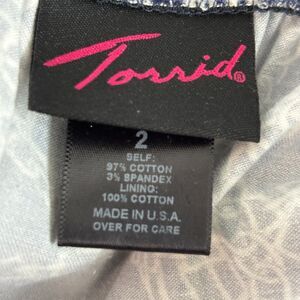 Torrid®
2
SELF:
97% COTTON
3% SPANDEX
LINING:
100% COTTON
MADE IN U.S.A.
OVER FOR CARE